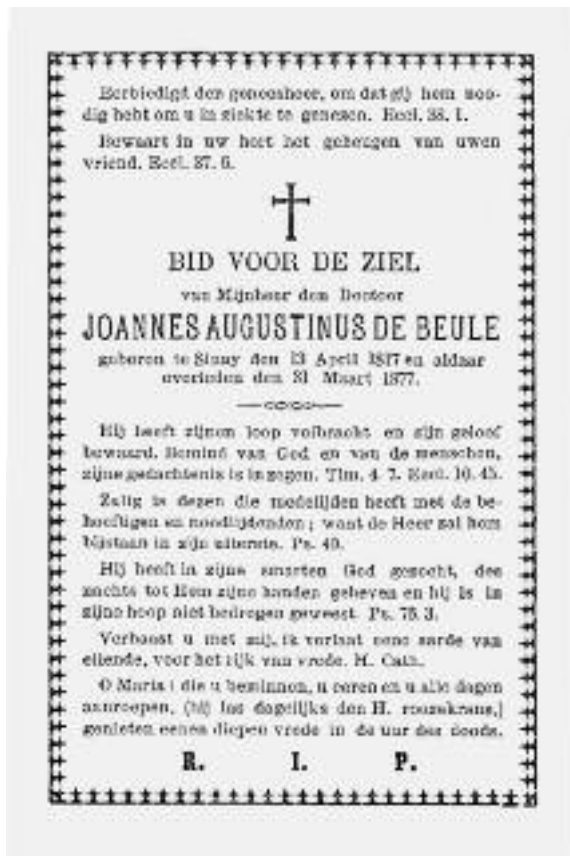 Eerbiedigt den geneesheer, om dat gij hem noo-
dig hebt om u in ziekte te genezen. Eccl. 38. 1.
Bewaart in uw hert het geheugen van uwen
vriend. Eccl. 37. 6.
BID VOOR DE ZIEL
van Mijnheer den Doctoor
JOANNES AUGUSTINUS DE BEULE
geboren te Sinay den 13 April 1817 en aldaar
overleden den 31 Maart 1877.
Hij heeft zijnen loop volbracht en zijn geloof
bewaard. Bemind van God en van de menschen,
zijne gedachtenis is in zegen. Tim. 4 7. Eccl. 10. 45.
Zalig is dezen die medelijden heeft met de be-
hoeftigen en noodlijdenden; want de Heer zal hem
bijstaan in zijn uiterste. Ps. 40.
Hij heeft in zijne smarten God gezocht, des
nachts tot Hem zijne handen geheven en hij is in
zijne hoop niet bedrogen geweest Ps. 76. 3.
u met mij, ik verlaat eene aarde van
ellende, voor het rijk van vrede. H. Cath.
O Maria ! die u beminnen, u eeren en u alle dagen
aanroepen, (hij las dagelijks den H. roozekrans,)
genieten eenen diepen vrede in de uur des doods.
R. I. P.